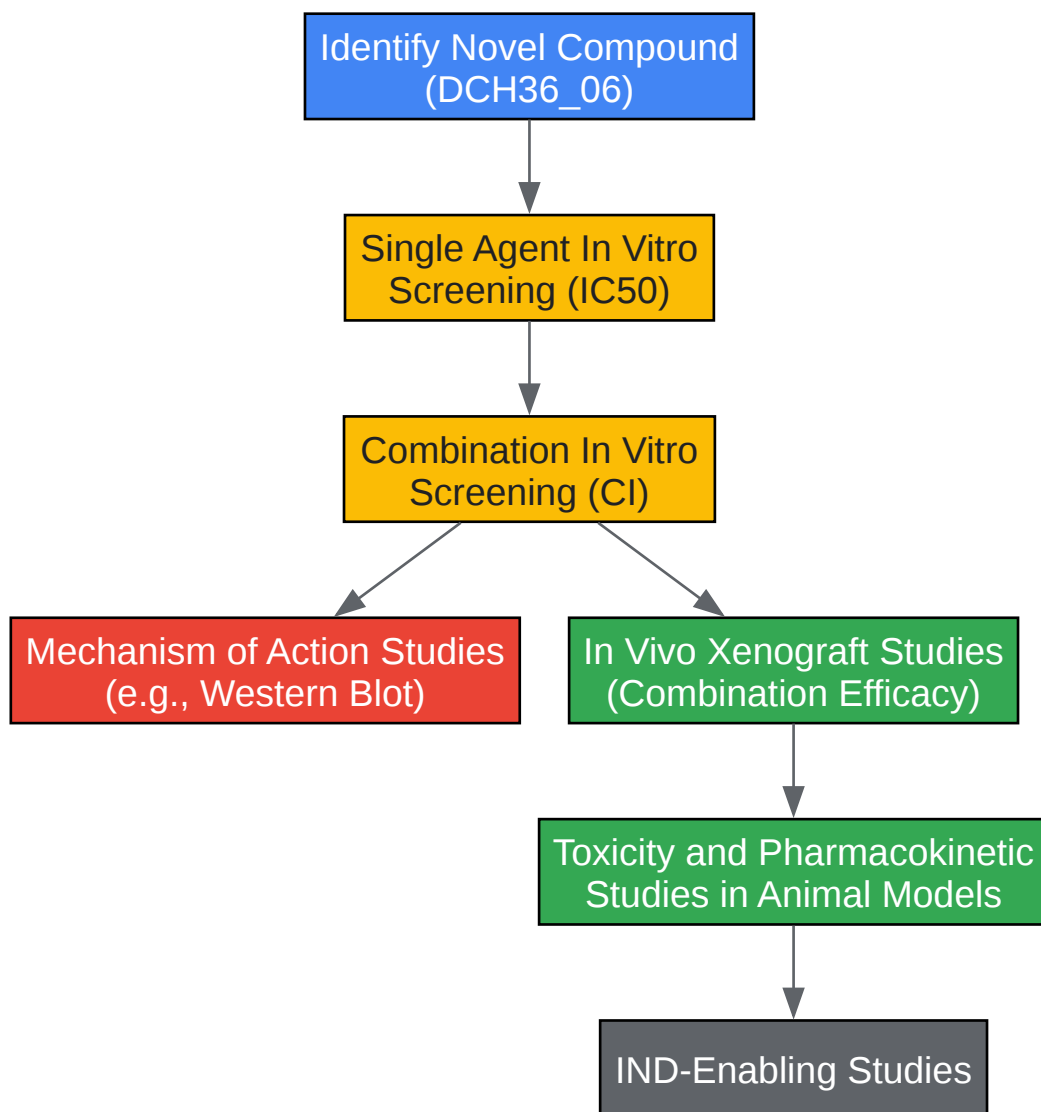 Identify Novel Compound
(DCH36_06)
Single Agent In Vitro
Screening (IC50)
Combination In Vitro
Screening (CI)
Mechanism of Action Studies
(e.g., Western Blot)
In Vivo Xenograft Studies
(Combination Efficacy)
Toxicity and Pharmacokinetic
Studies in Animal Models
IND-Enabling Studies